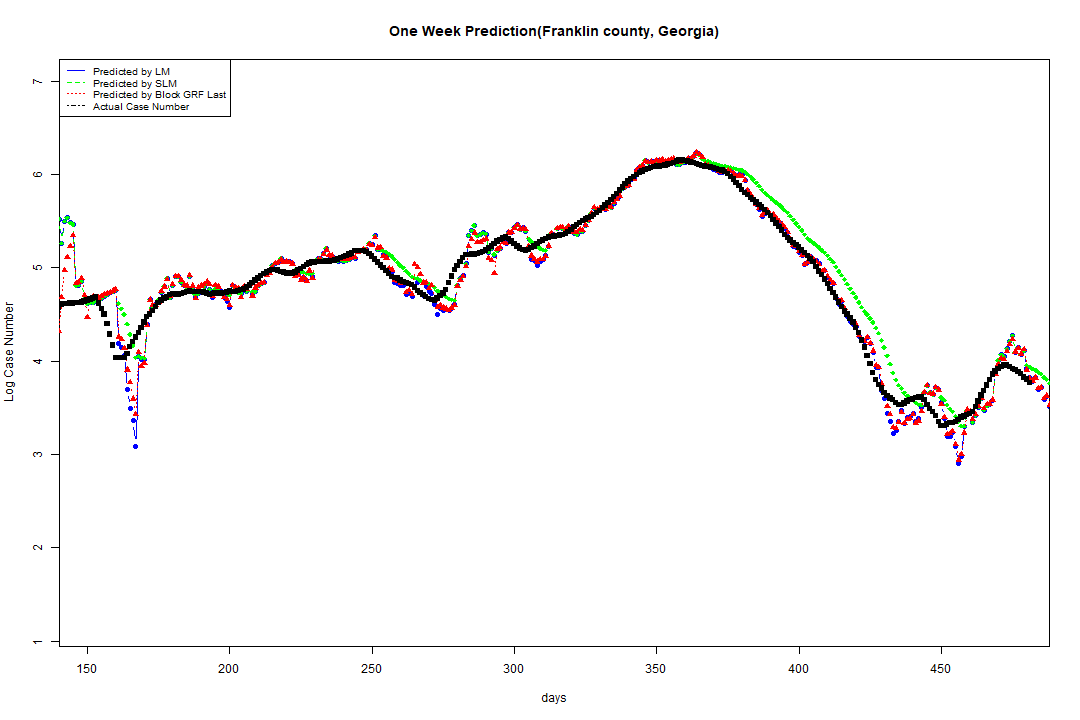 One Week Prediction(Franklin county, Georgia)
Predicted by LM
Predicted by SLM
Predicted by Block GRF Last
Actual Case Number
7
6
5
4
3
2
1
Log Case Number
150 200 250 300 350 400 450
days